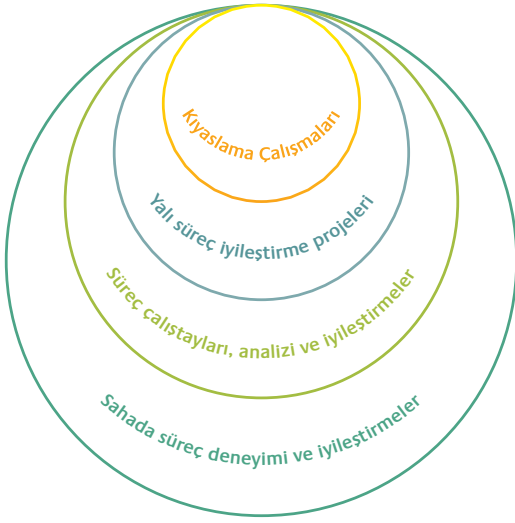 Kıyaslama Çalışmaları
Yalı süreç iyileştirme projeleri
Süreç çalıştayları, analizi ve iyileştirmeler
Sahada süreç deneyimi ve iyileştirmeler